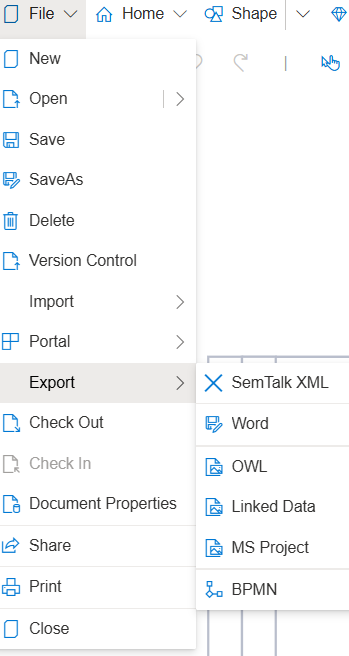 File Home Shape
New
Open
Save
SaveAs
Delete
Version Control
Import
Portal
Export
SemTalk XML
Check Out
Word
Check In
OWL
Document Properties
Linked Data
Share
MS Project
Print
BPMN
Close